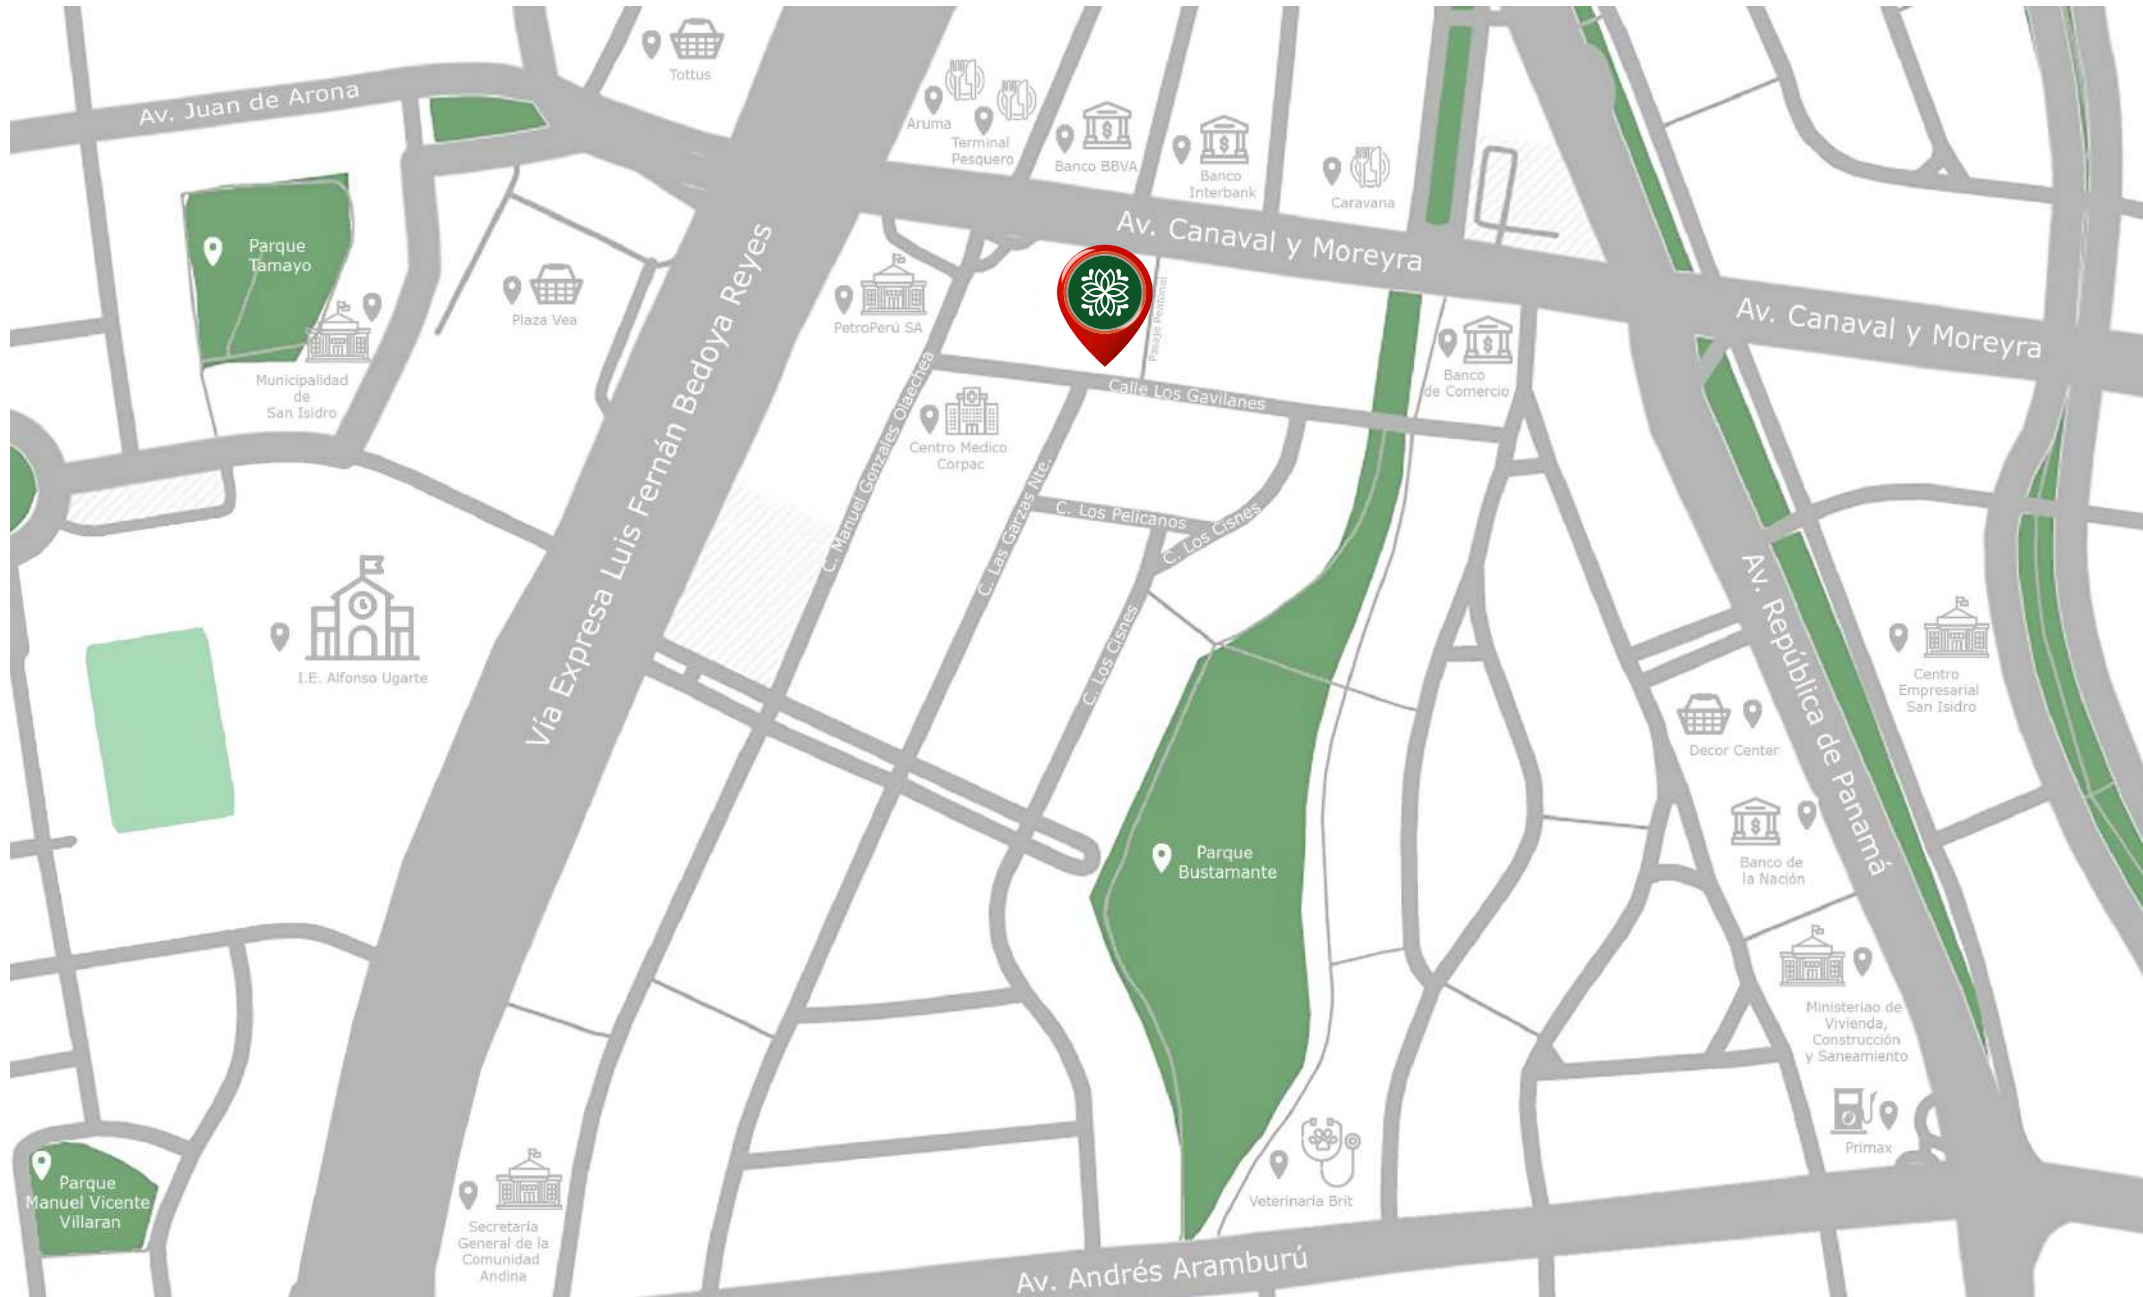 Tottus
Av. Juan de Arona
Aruma
Terminal
Pesquero
Banco BBVA
Banco
Interbank
Caravana
Av. Canaval y Moreyra
Parque
Tamayo
Plaza Vea
PetroPerú SA
Pasaje Peatonal
Av. Canaval y Moreyra
Municipalidad
de
San Isidro
Vía Expresa Luis Fernán Bedoya Reyes
C. Manuel Gonzales Olaechea
Calle Los Gavilanes
Banco
de Comercio
Centro Medico
Corpac
C. Las Garzas Nte.
C. Los Pelicanos
C. Los Cisnes
C. Los Cisnes
I.E. Alfonso Ugarte
Av. República de Panamá
Centro
Empresarial
San Isidro
Decor Center
Parque
Bustamante
Banco de
la Nación
Ministeriao de
Vivienda,
Construcción
y Saneamiento
Primax
Parque
Manuel Vicente
Villaran
Secretaría
General de la
Comunidad
Andina
Veterinaria Brit
Av. Andrés Aramburú